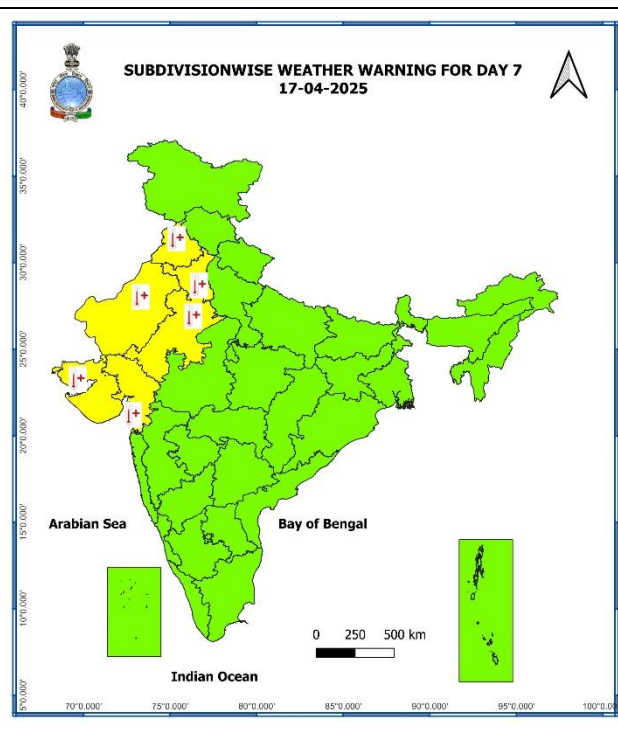 SUBDIVISIONWISE WEATHER WARNING FOR DAY 7
17-04-2025
40°0.000'
35°0.000'
30°0.000'
25°0.000'
20°0.000'
15°0.000'
10°0.000'
5°0.000'
Arabian Sea
Bay of Bengal
0 250 500 km
Indian Ocean
70°0.000' 75°0.000' 80°0.000' 85°0.000' 90°0.000' 95°0.000' 100°0.0